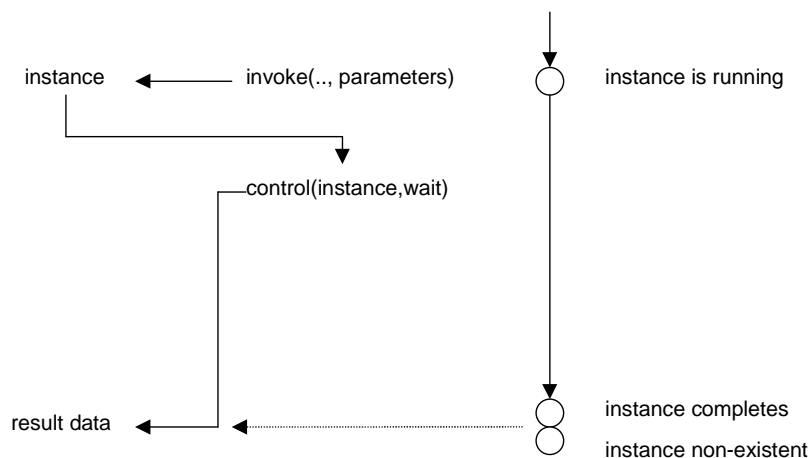 instance
invoke(.., parameters)
instance is running
control(instance,wait)
result data
instance completes
instance non-existent